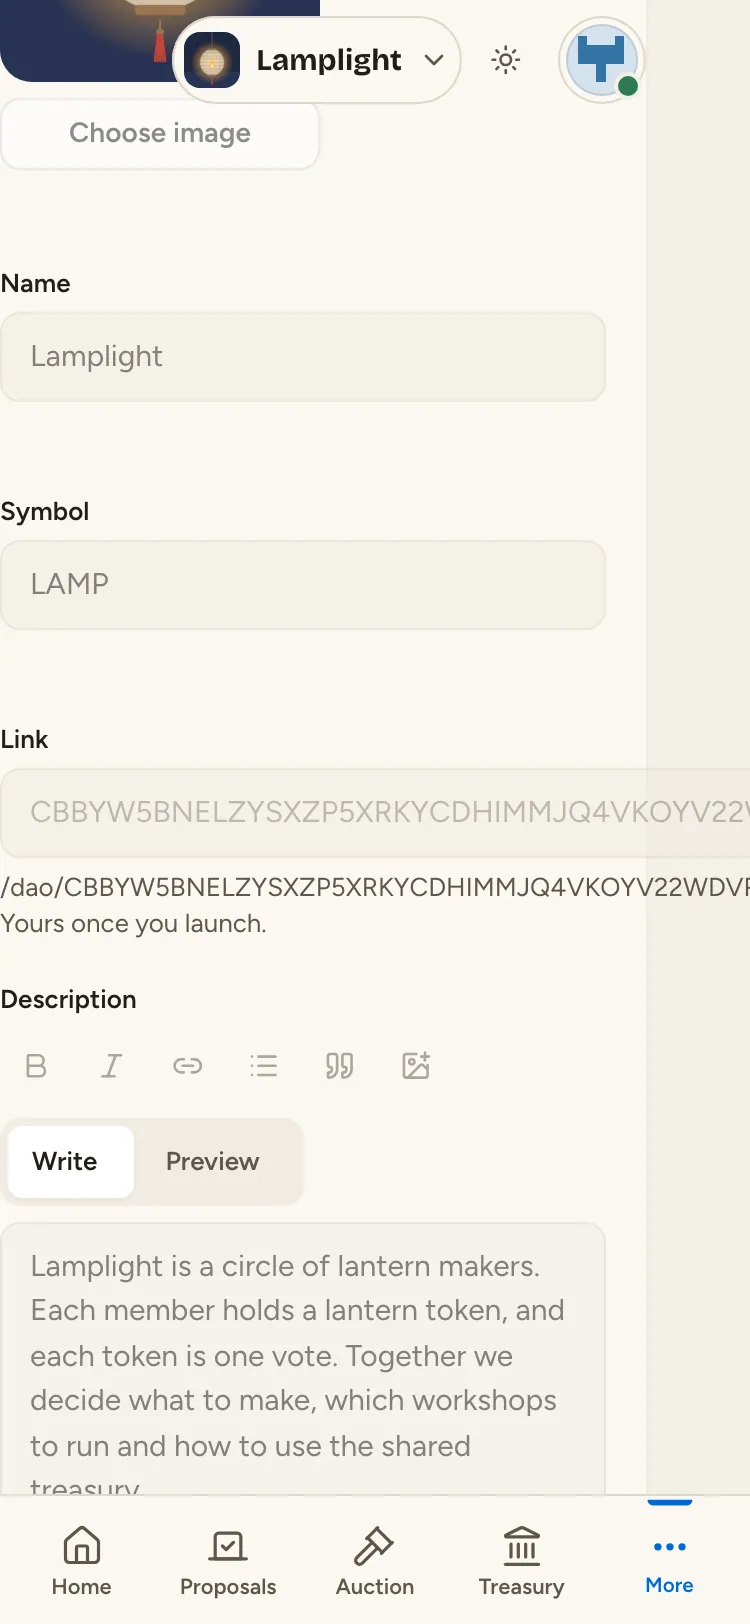 Lamplight
Choose image
Name
Lamplight
Symbol
LAMP
Link
CBBYW5BNELZYSXZP5XRKYCDHIMMJQ4VKOYV22
/dao/CBBYW5BNELZYSXZP5XRKYCDHIMMJQ4VKOYV22WDV
Yours once you launch.
Description
Write
Preview
Lamplight is a circle of lantern makers.
Each member holds a lantern token, and
each token is one vote. Together we
decide what to make, which workshops
to run and how to use the shared
treasury
Home
Proposals
Auction
Treasury
More